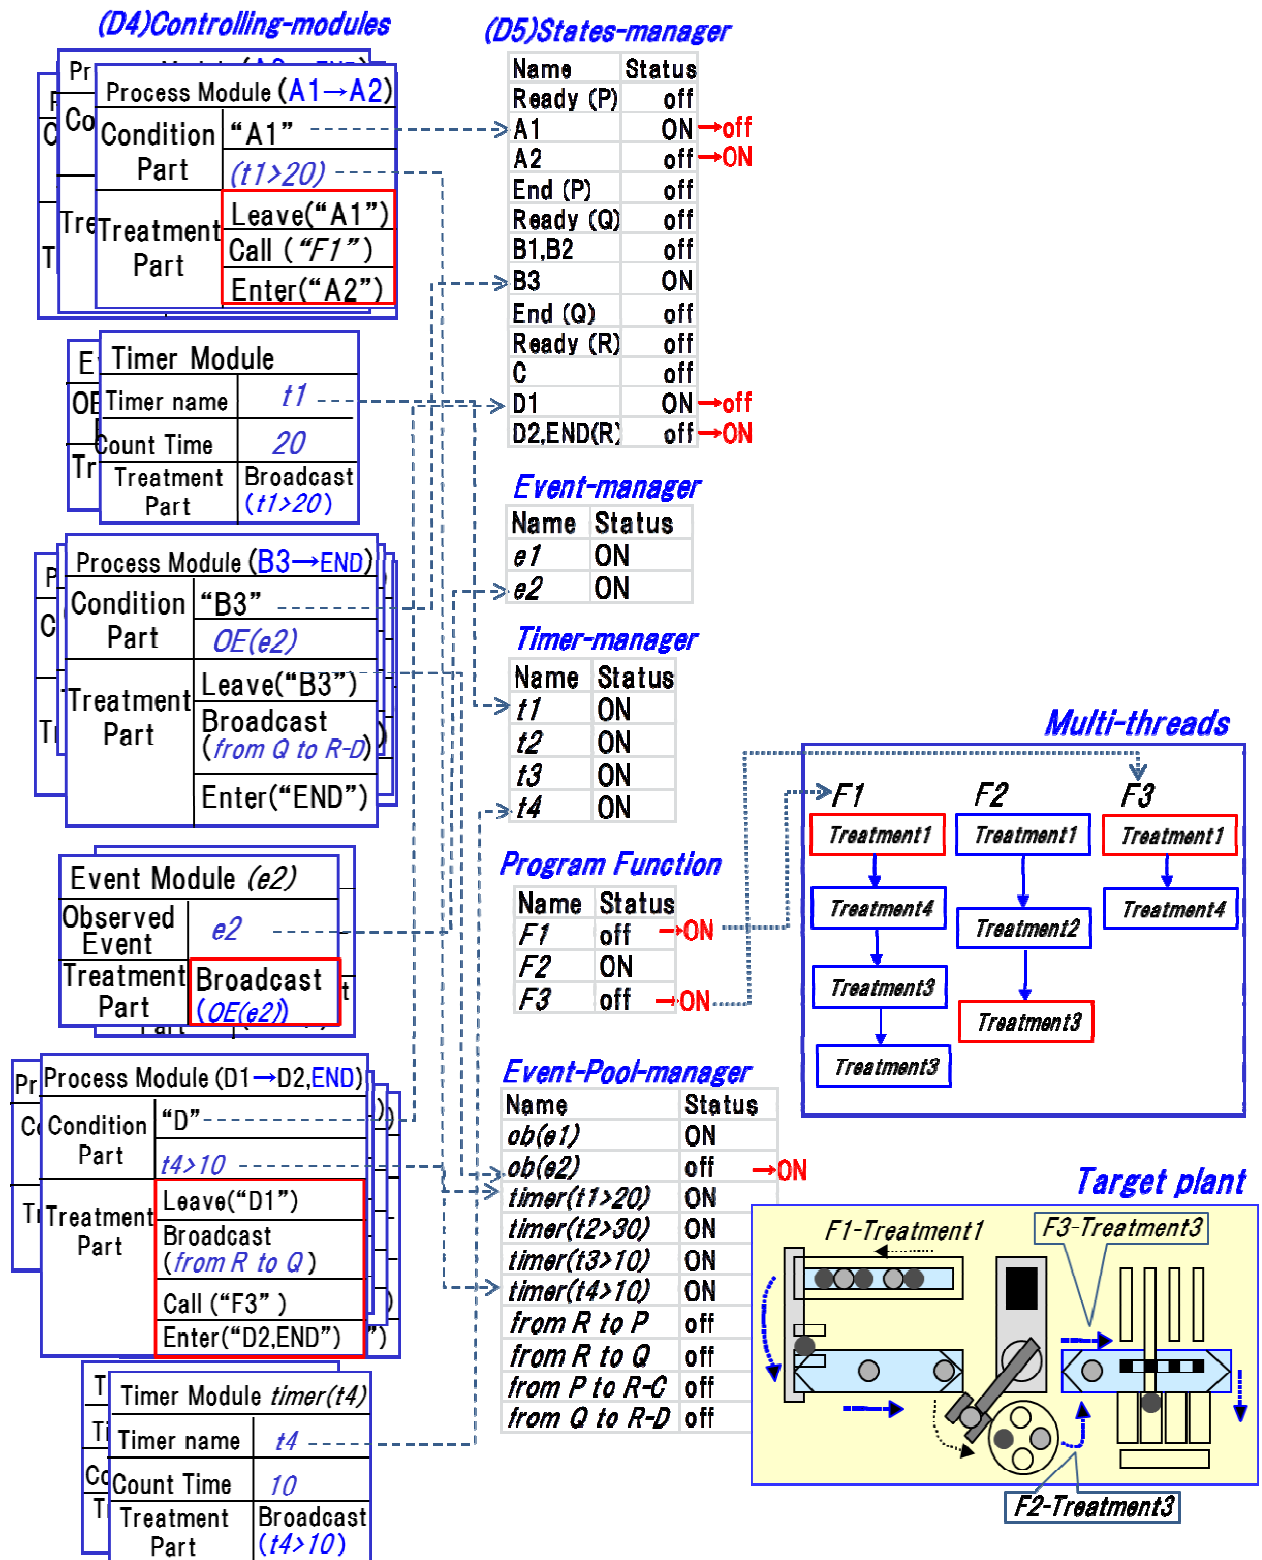 (D4)Controlling-modules
Process Module (A1→A2)
Condition Part
“A1”
(t1>20)
Treatment Part
Leave(“A1”)
Call (“F1”)
Enter(“A2”)
Timer Module
Timer name t1
Count Time 20
Treatment Part
Broadcast
(t1>20)
Process Module (B3→END)
Condition Part
“B3”
OE(e2)
Treatment Part
Leave(“B3”)
Broadcast
(from Q to R-D)
Enter(“END”)
Event Module (e2)
Observed Event
e2
Treatment Part
Broadcast
(OE(e2))
Process Module (D1→D2,END)
Condition Part
“D”
t4>10
Treatment Part
Leave(“D1”)
Broadcast
(from R to Q)
Call (“F3” )
Enter(“D2,END”)
Timer Module timer(t4)
Timer name t4
Count Time 10
Treatment Part
Broadcast
(t4>10)
(D5)States-manager
Name Status
Ready (P) off
A1 ON →off
A2 off →ON
End (P) off
Ready (Q) off
B1,B2 off
B3 ON
End (Q) off
Ready (R) off
C off
D1 ON →off
D2,END(R) off →ON
Event-manager
Name Status
e1 ON
e2 ON
Timer-manager
Name Status
t1 ON
t2 ON
t3 ON
t4 ON
Program Function
Name Status
F1 off →ON
F2 ON
F3 off →ON
Event-Pool-manager
Name Status
ob(e1) ON
ob(e2) off →ON
timer(t1>20) ON
timer(t2>30) ON
timer(t3>10) ON
timer(t4>10) ON
from R to P off
from R to Q off
from P to R-C off
from Q to R-D off
Multi-threads
F1 F2 F3
Treatment1 Treatment1 Treatment1
Treatment4 Treatment2 Treatment4
Treatment3 Treatment3
Treatment3
Target plant
F1-Treatment1
F3-Treatment3
F2-Treatment3